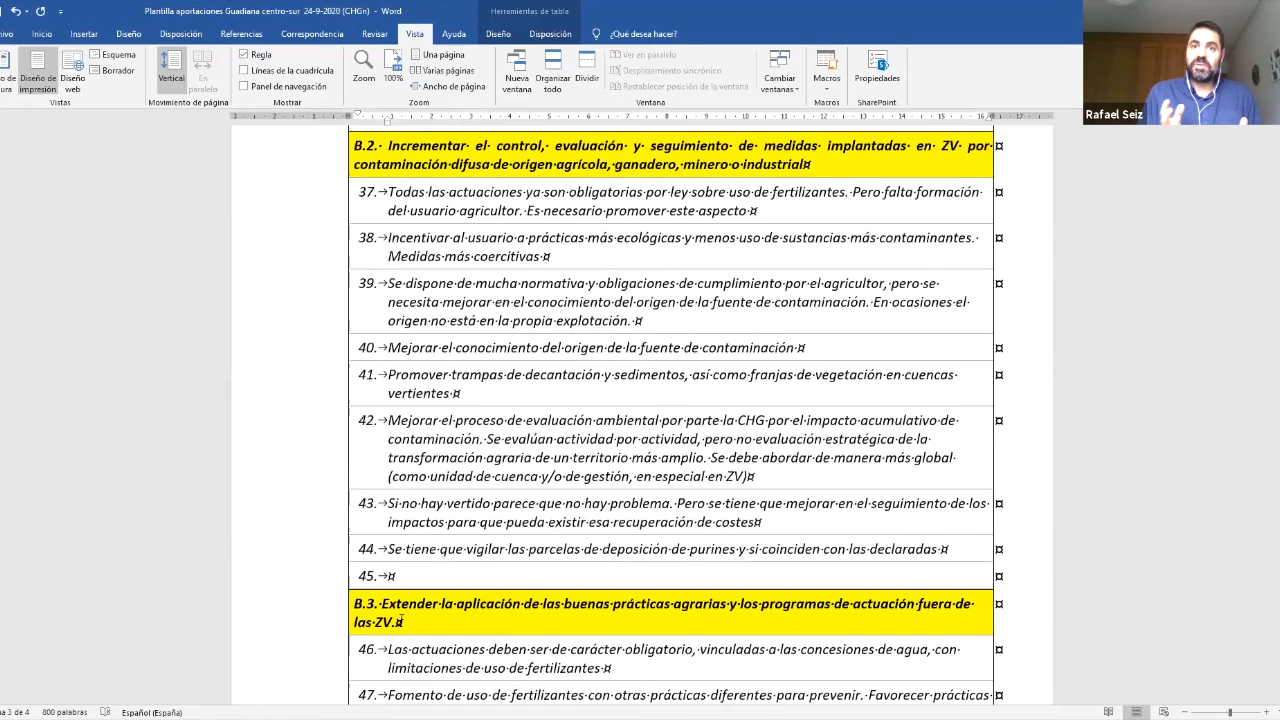 Plantilla aportaciones Guadiana centro-sur 24-9-2020 (CHGn) - Word
Herramientas de tabla
Inicio Insertar Diseño Disposición Referencias Correspondencia Revisar Vista Ayuda Diseño Disposición ¿Qué desea hacer?
Diseño de impresión
Diseño web
Esquema
Borrador
Vistas
Vertical
En paralelo
Movimiento de página
Regla
Líneas de la cuadrícula
Panel de navegación
Mostrar
Zoom
100%
Una página
Varias páginas
Ancho de página
Zoom
Nueva ventana
Organizar todo
Dividir
Ver en paralelo
Desplazamiento sincrónico
Restablecer posición de la ventana
Cambiar ventanas
Ventana
Macros
Macros
Propiedades
SharePoint
Rafael Seiz
B.2. Incrementar el control, evaluación y seguimiento de medidas implantadas en ZV por
contaminación difusa de origen agrícola, ganadero, minero o industrial¤
37.→Todas las actuaciones ya son obligatorias por ley sobre uso de fertilizantes. Pero falta formación
del usuario agricultor. Es necesario promover este aspecto ¤
38.→Incentivar al usuario a prácticas más ecológicas y menos uso de sustancias más contaminantes.
Medidas más coercitivas ¤
39.→Se dispone de mucha normativa y obligaciones de cumplimiento por el agricultor, pero se
necesita mejorar en el conocimiento del origen de la fuente de contaminación. En ocasiones el
origen no está en la propia explotación. ¤
40.→Mejorar el conocimiento del origen de la fuente de contaminación ¤
41.→Promover trampas de decantación y sedimentos, así como franjas de vegetación en cuencas
vertientes ¤
42.→Mejorar el proceso de evaluación ambiental por parte la CHG por el impacto acumulativo de
contaminación. Se evalúan actividad por actividad, pero no evaluación estratégica de la
transformación agraria de un territorio más amplio. Se debe abordar de manera más global
(como unidad de cuenca y/o de gestión, en especial en ZV)¤
43.→Si no hay vertido parece que no hay problema. Pero se tiene que mejorar en el seguimiento de los
impactos para que pueda existir esa recuperación de costes¤
44.→Se tiene que vigilar las parcelas de deposición de purines y si coinciden con las declaradas ¤
45.→¤
B.3. Extender la aplicación de las buenas prácticas agrarias y los programas de actuación fuera de
las ZV.¤
46.→Las actuaciones deben ser de carácter obligatorio, vinculadas a las concesiones de agua, con
limitaciones de uso de fertilizantes ¤
47.→Fomento de uso de fertilizantes con otras prácticas diferentes para prevenir. Favorecer prácticas
3 de 4 800 palabras Español (España)